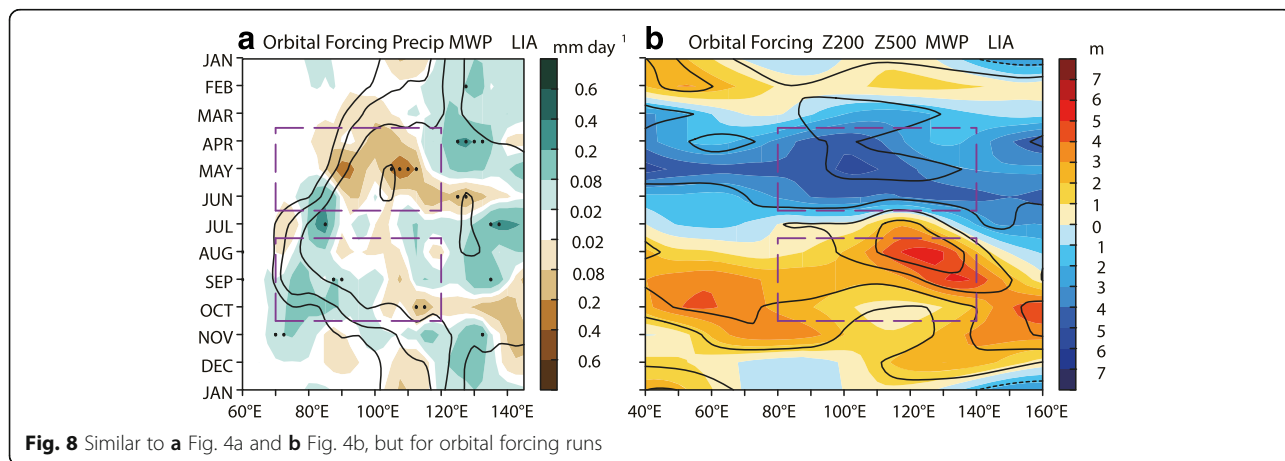 a Orbital Forcing Precip MWP LIA mm day 1
JAN
FEB
MAR
APR
MAY
JUN
JUL
AUG
SEP
OCT
NOV
DEC
JAN
60°E 80°E 100°E 120°E 140°E
0.6
0.4
0.2
0.08
0.02
0.02
0.08
0.2
0.4
0.6
b Orbital Forcing Z200 Z500 MWP LIA m
40°E 60°E 80°E 100°E 120°E 140°E 160°E
7
6
5
4
3
2
1
0
1
2
3
4
5
6
7
Fig. 8 Similar to a Fig. 4a and b Fig. 4b, but for orbital forcing runs